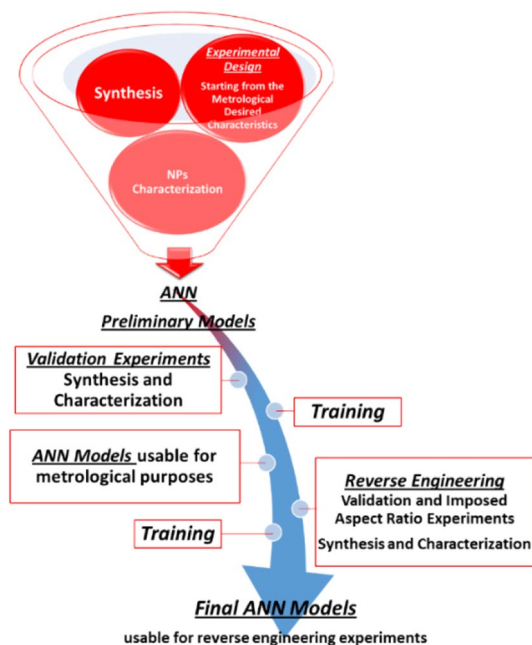 Experimental
Design
Starting from the
Metrological
Desired
Characteristics
Synthesis
NPs
Characterization
ANN
Preliminary Models
Validation Experiments
Synthesis and
Characterization
Training
ANN Models usable for
metrological purposes
Reverse Engineering
Validation and Imposed
Aspect Ratio Experiments
Synthesis and Characterization
Training
Final ANN Models
usable for reverse engineering experiments